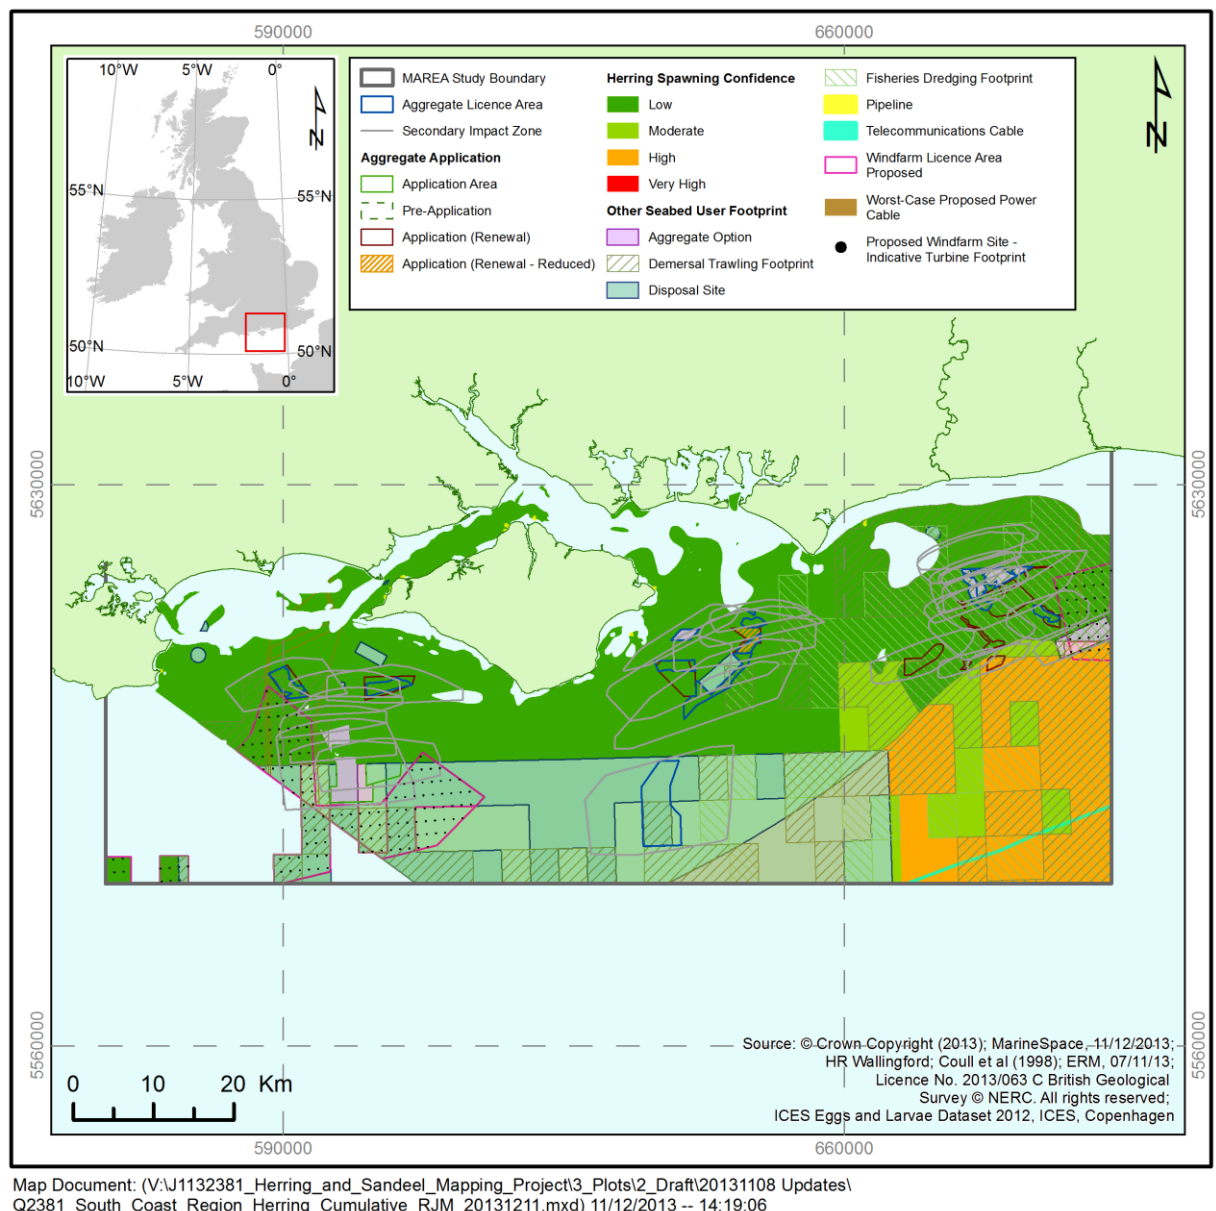 590000
660000
10°W
5°W
0°
55°N
55°N
50°N
50°N
10°W
5°W
0°
N
MAREA Study Boundary
Aggregate Licence Area
Secondary Impact Zone
Aggregate Application
Application Area
Pre-Application
Application (Renewal)
Application (Renewal - Reduced)
Herring Spawning Confidence
Low
Moderate
High
Very High
Other Seabed User Footprint
Aggregate Option
Demersal Trawling Footprint
Disposal Site
Fisheries Dredging Footprint
Pipeline
Telecommunications Cable
Windfarm Licence Area
Proposed
Worst-Case Proposed Power
Cable
Proposed Windfarm Site -
Indicative Turbine Footprint
N
5630000
5630000
5560000
5560000
0 10 20 Km
Source: © Crown Copyright (2013); MarineSpace, 11/12/2013;
HR Wallingford; Coull et al (1998); ERM, 07/11/13;
Licence No. 2013/063 C British Geological
Survey © NERC. All rights reserved;
ICES Eggs and Larvae Dataset 2012, ICES, Copenhagen
590000
660000
Map Document: (V:\J1132381_Herring_and_Sandeel_Mapping_Project\3_Plots\2_Draft\20131108 Updates\
Q2381_South_Coast_Region_Herring_Cumulative_RJM_20131211.mxd) 11/12/2013 -- 14:19:06